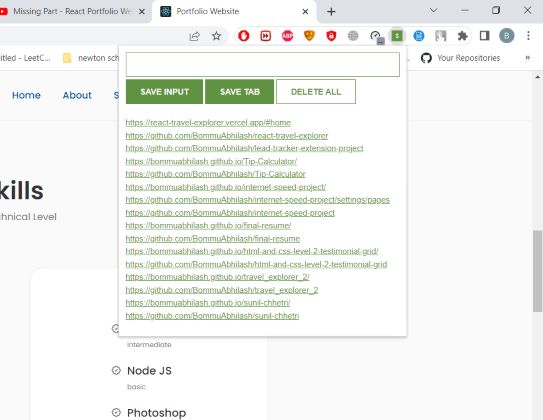 Missing Part - React Portfolio We
Portfolio Website
ABP
$
B
titled - LeetC...
newton sch
Your Repositories
»
Home About S
SAVE INPUT SAVE TAB DELETE ALL
https://react-travel-explorer.vercel.app/#home
https://github.com/BommuAbhilash/react-travel-explorer
https://github.com/BommuAbhilash/lead-tracker-extension-project
https://bommuabhilash.github.io/Tip-Calculator/
https://github.com/BommuAbhilash/Tip-Calculator
https://bommuabhilash.github.io/internet-speed-project/
https://github.com/BommuAbhilash/internet-speed-project/settings/pages
https://github.com/BommuAbhilash/internet-speed-project
https://bommuabhilash.github.io/final-resume/
https://github.com/BommuAbhilash/final-resume
https://bommuabhilash.github.io/html-and-css-level-2-testimonial-grid/
https://github.com/BommuAbhilash/html-and-css-level-2-testimonial-grid
https://bommuabhilash.github.io/travel_explorer_2/
https://github.com/BommuAbhilash/travel_explorer_2
https://bommuabhilash.github.io/sunil-chhetri/
https://github.com/BommuAbhilash/sunil-chhetri
kills
chnical Level
intermediate
Node JS
basic
Photoshop